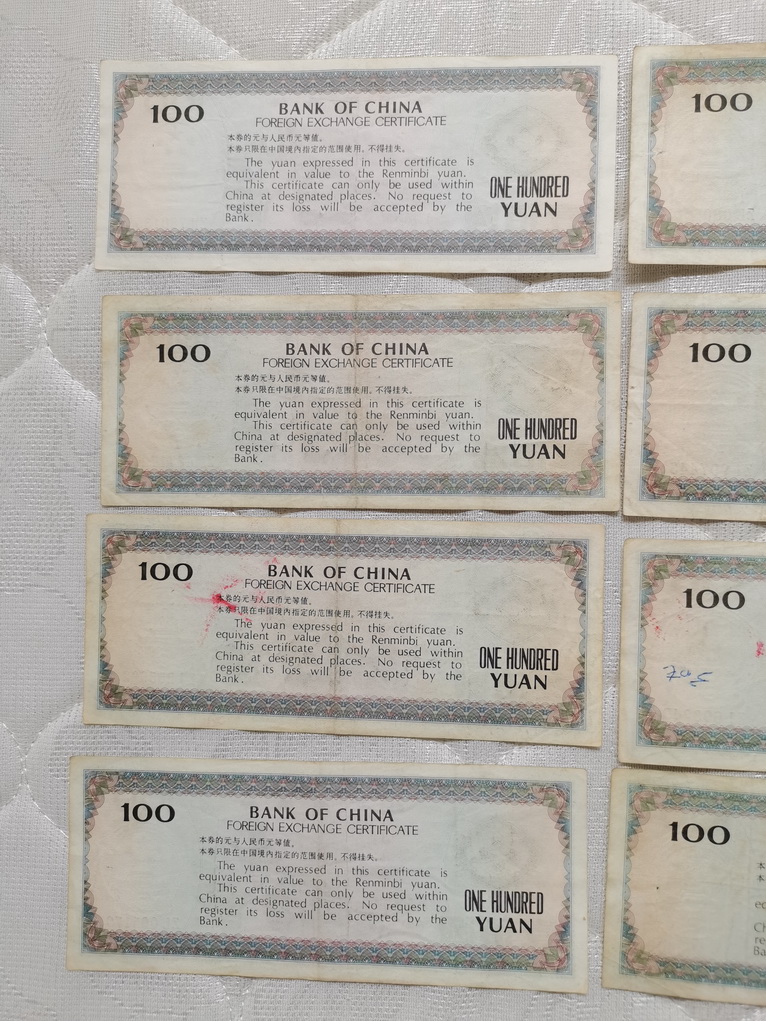 100
BANK OF CHINA
FOREIGN EXCHANGE CERTIFICATE
本券的元与人民币元等值。
本券只限在中国境内指定的范围使用，不得挂失。
The yuan expressed in this certificate is
equivalent in value to the Renminbi yuan.
This certificate can only be used within
China at designated places. No request to
register its loss will be accepted by the
Bank.
ONE HUNDRED
YUAN
100
100
BANK OF CHINA
FOREIGN EXCHANGE CERTIFICATE
本券的元与人民币元等值。
本券只限在中国境内指定的范围使用，不得挂失。
The yuan expressed in this certificate is
equivalent in value to the Renminbi yuan.
This certificate can only be used within
China at designated places. No request to
register its loss will be accepted by the
Bank.
ONE HUNDRED
YUAN
100
100
BANK OF CHINA
FOREIGN EXCHANGE CERTIFICATE
本券的元与人民币元等值。
本券只限在中国境内指定的范围使用，不得挂失。
The yuan expressed in this certificate is
equivalent in value to the Renminbi yuan.
This certificate can only be used within
China at designated places. No request to
register its loss will be accepted by the
Bank.
ONE HUNDRED
YUAN
100
100
BANK OF CHINA
FOREIGN EXCHANGE CERTIFICATE
本券的元与人民币元等值。
本券只限在中国境内指定的范围使用，不得挂失。
The yuan expressed in this certificate is
equivalent in value to the Renminbi yuan.
This certificate can only be used within
China at designated places. No request to
register its loss will be accepted by the
Bank.
ONE HUNDRED
YUAN
100